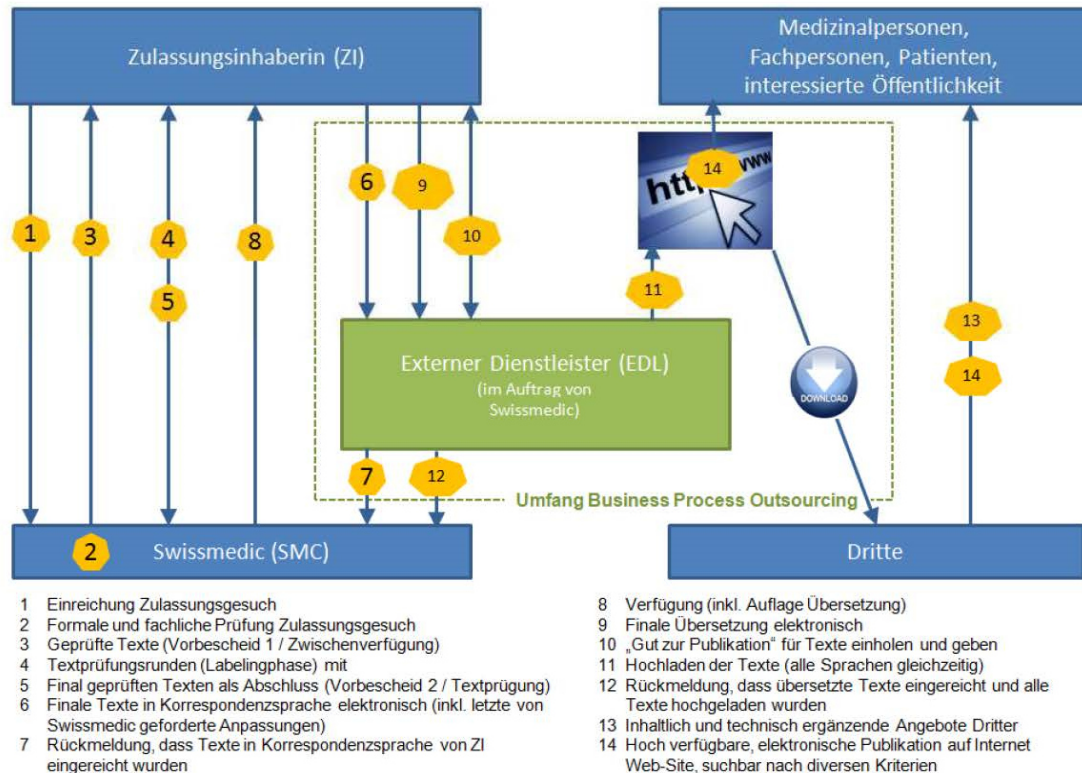 Zulassungsinhaberin (ZI)
Medizinalpersonen,
Fachpersonen, Patienten,
interessierte Öffentlichkeit
14
http
www
6
9
1
3
4
8
10
5
11
13
14
Externer Dienstleister (EDL)
(im Auftrag von
Swissmedic)
DOWNLOAD
7
12
Umfang Business Process Outsourcing
2
Swissmedic (SMC)
Dritte
1 Einreichung Zulassungsgesuch
2 Formale und fachliche Prüfung Zulassungsgesuch
3 Geprüfte Texte (Vorbescheid 1 / Zwischenverfügung)
4 Textprüfungsrunden (Labelingphase) mit
5 Final geprüften Texten als Abschluss (Vorbescheid 2 / Textprügung)
6 Finale Texte in Korrespondenzsprache elektronisch (inkl. letzte von
Swissmedic geforderte Anpassungen)
7 Rückmeldung, dass Texte in Korrespondenzsprache von ZI
eingereicht wurden
8 Verfügung (inkl. Auflage Übersetzung)
9 Finale Übersetzung elektronisch
10 „Gut zur Publikation“ für Texte einholen und geben
11 Hochladen der Texte (alle Sprachen gleichzeitig)
12 Rückmeldung, dass übersetzte Texte eingereicht und alle
Texte hochgeladen wurden
13 Inhaltlich und technisch ergänzende Angebote Dritter
14 Hoch verfügbare, elektronische Publikation auf Internet
Web-Site, suchbar nach diversen Kriterien